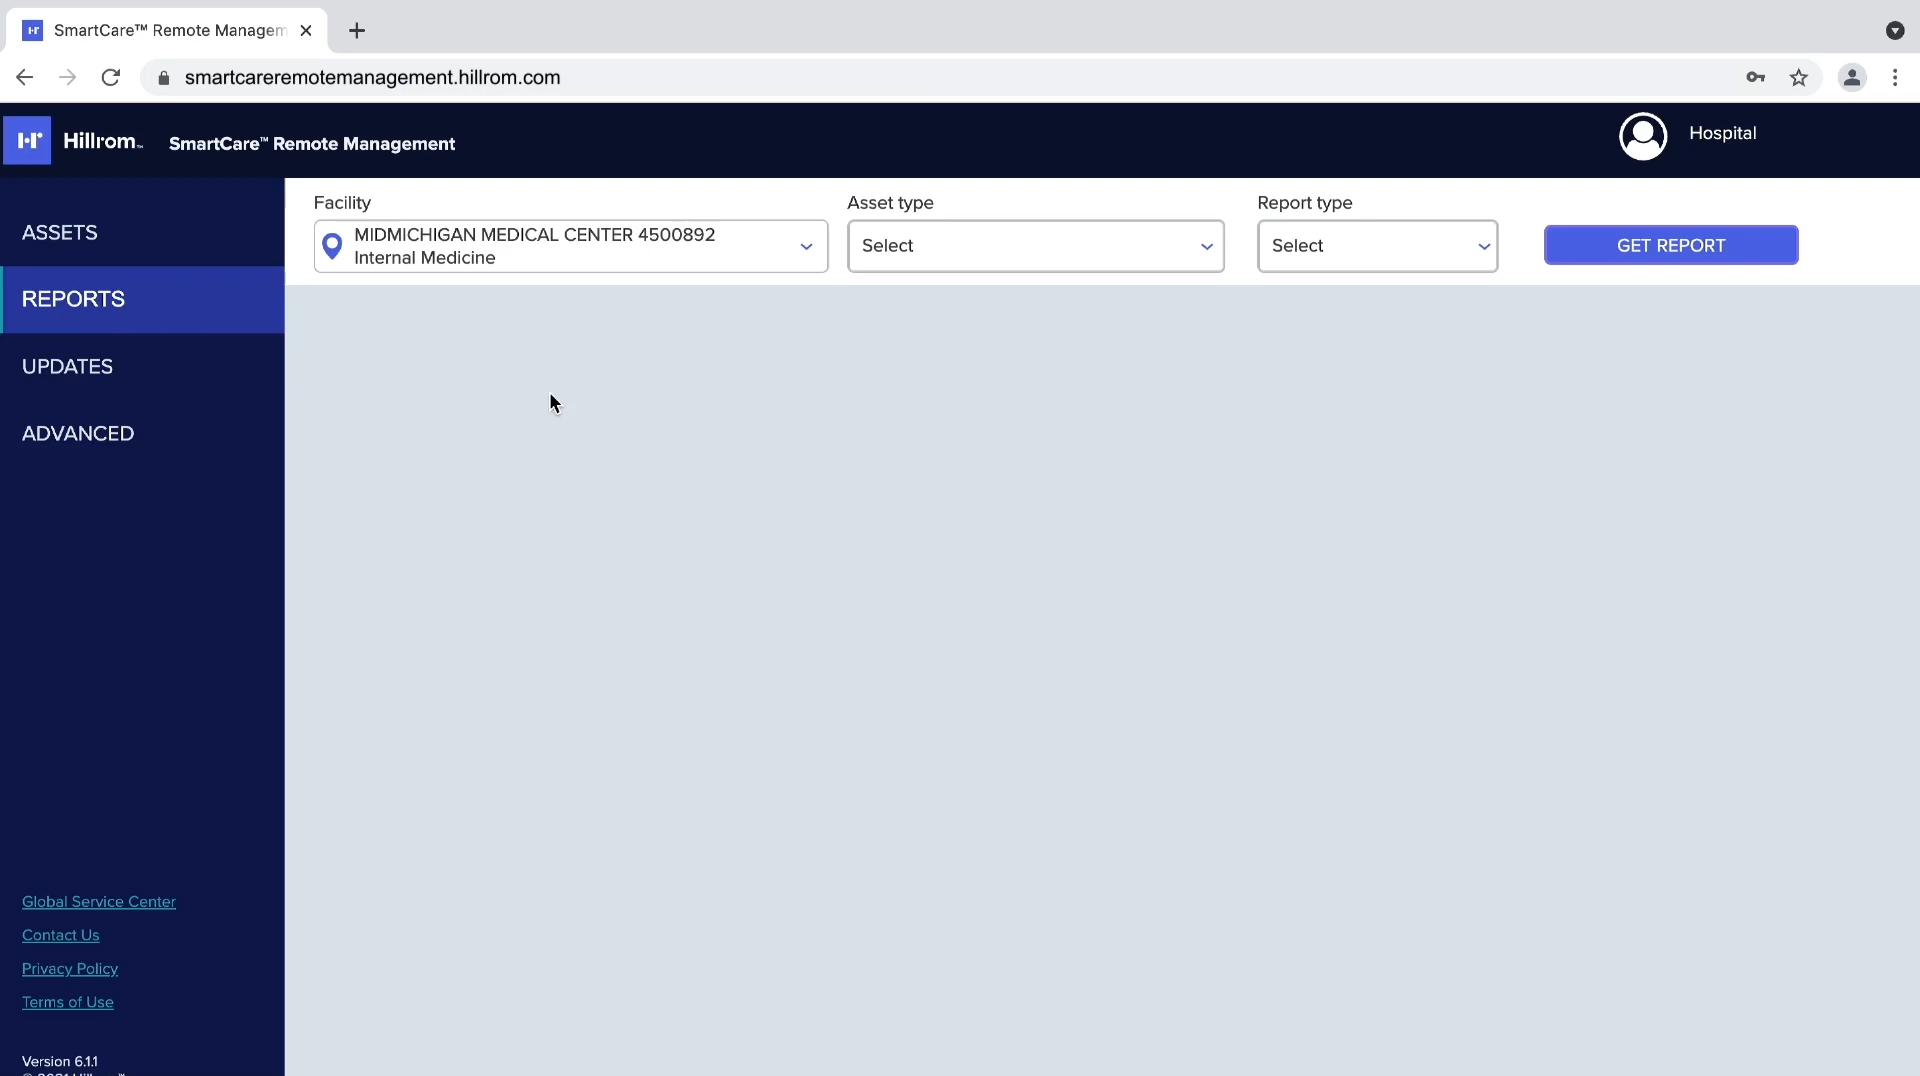 SmartCare™ Remote Managem
smartcareremotemanagement.hillrom.com
Hillrom™ SmartCare™ Remote Management
Hospital
ASSETS
REPORTS
UPDATES
ADVANCED
Facility
MIDMICHIGAN MEDICAL CENTER 4500892
Internal Medicine
Asset type
Select
Report type
Select
GET REPORT
Global Service Center
Contact Us
Privacy Policy
Terms of Use
Version 6.1.1